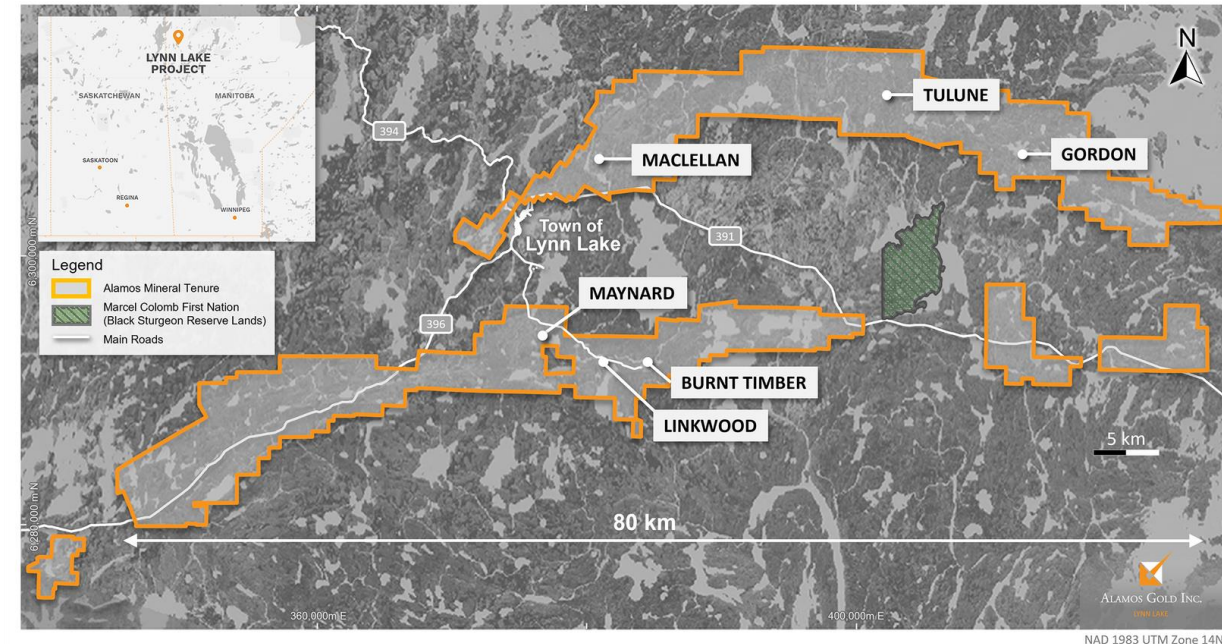 LYNN LAKE
PROJECT
SASKATCHEWAN
MANITOBA
SASKATOON
REGINA
WINNIPEG
N
394
TULUNE
MACLELLAN
GORDON
Town of
Lynn Lake
391
6,300,000 m N
Legend
Alamos Mineral Tenure
Marcel Colomb First Nation
(Black Sturgeon Reserve Lands)
Main Roads
MAYNARD
396
BURNT TIMBER
LINKWOOD
5 km
6,280,000 m N
80 km
360,000m E
400,000m E
ALAMOS GOLD INC.
LYNN LAKE
NAD 1983 UTM Zone 14N